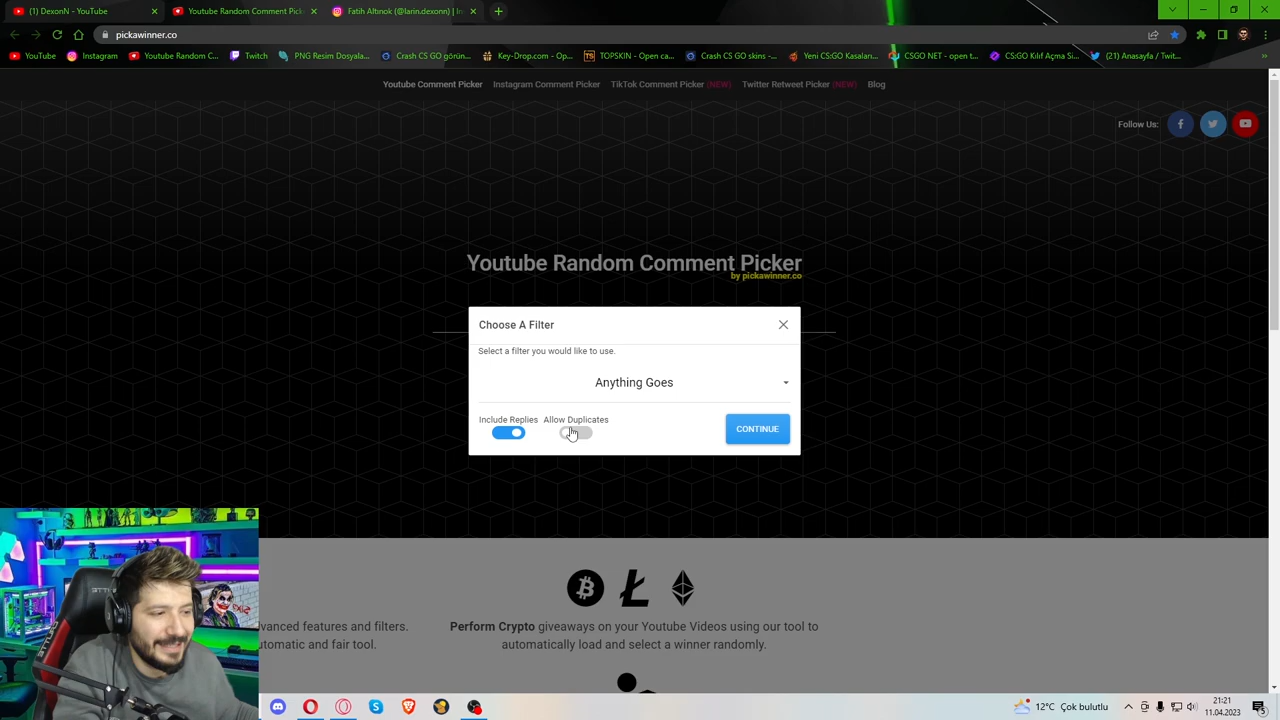 (1) DexonN - YouTube
Youtube Random Comment Pick
Fatih Altınok (@larin.dexonn) | In
pickawinner.co
YouTube
Instagram
Youtube Random C...
Twitch
PNG Resim Dosyala...
Crash CS GO görün...
Key-Drop.com - Op...
TOPSKIN - Open ca...
Crash CS GO skins -...
Yeni CS:GO Kasaları...
CSGO NET - open t...
CS:GO Kılıf Açma Si...
(21) Anasayfa / Twit...
Youtube Comment Picker
Instagram Comment Picker
TikTok Comment Picker (NEW)
Twitter Retweet Picker (NEW)
Blog
Follow Us:
Youtube Random Comment Picker
by pickawinner.co
Choose A Filter
Select a filter you would like to use.
Anything Goes
Include Replies
Allow Duplicates
CONTINUE
vanced features and filters.
utomatic and fair tool.
Perform Crypto giveaways on your Youtube Videos using our tool to
automatically load and select a winner randomly.
12°C Çok bulutlu
21:21
11.04.2023
5